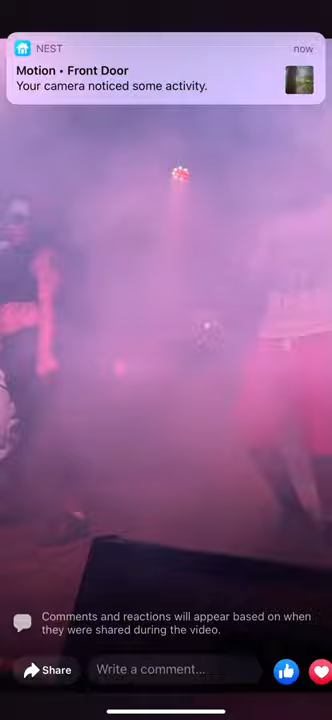 NEST
now
Motion • Front Door
Your camera noticed some activity.
Comments and reactions will appear based on when
they were shared during the video.
Share
Write a comment...